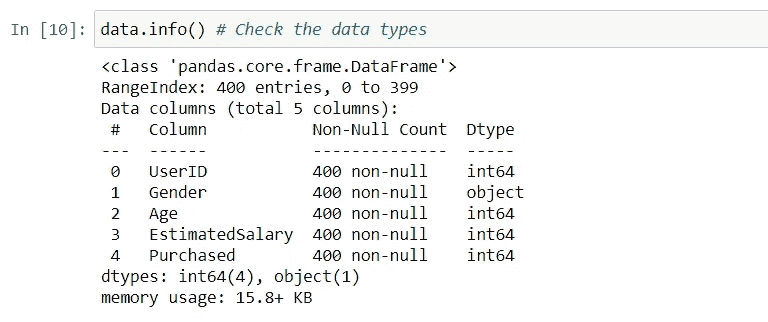 In [10]: data.info() # Check the data types
<class 'pandas.core.frame.DataFrame'>
RangeIndex: 400 entries, 0 to 399
Data columns (total 5 columns):
 #   Column           Non-Null Count  Dtype
---  ------           --------------  -----
 0   UserID           400 non-null    int64
 1   Gender           400 non-null    object
 2   Age              400 non-null    int64
 3   EstimatedSalary  400 non-null    int64
 4   Purchased        400 non-null    int64
dtypes: int64(4), object(1)
memory usage: 15.8+ KB